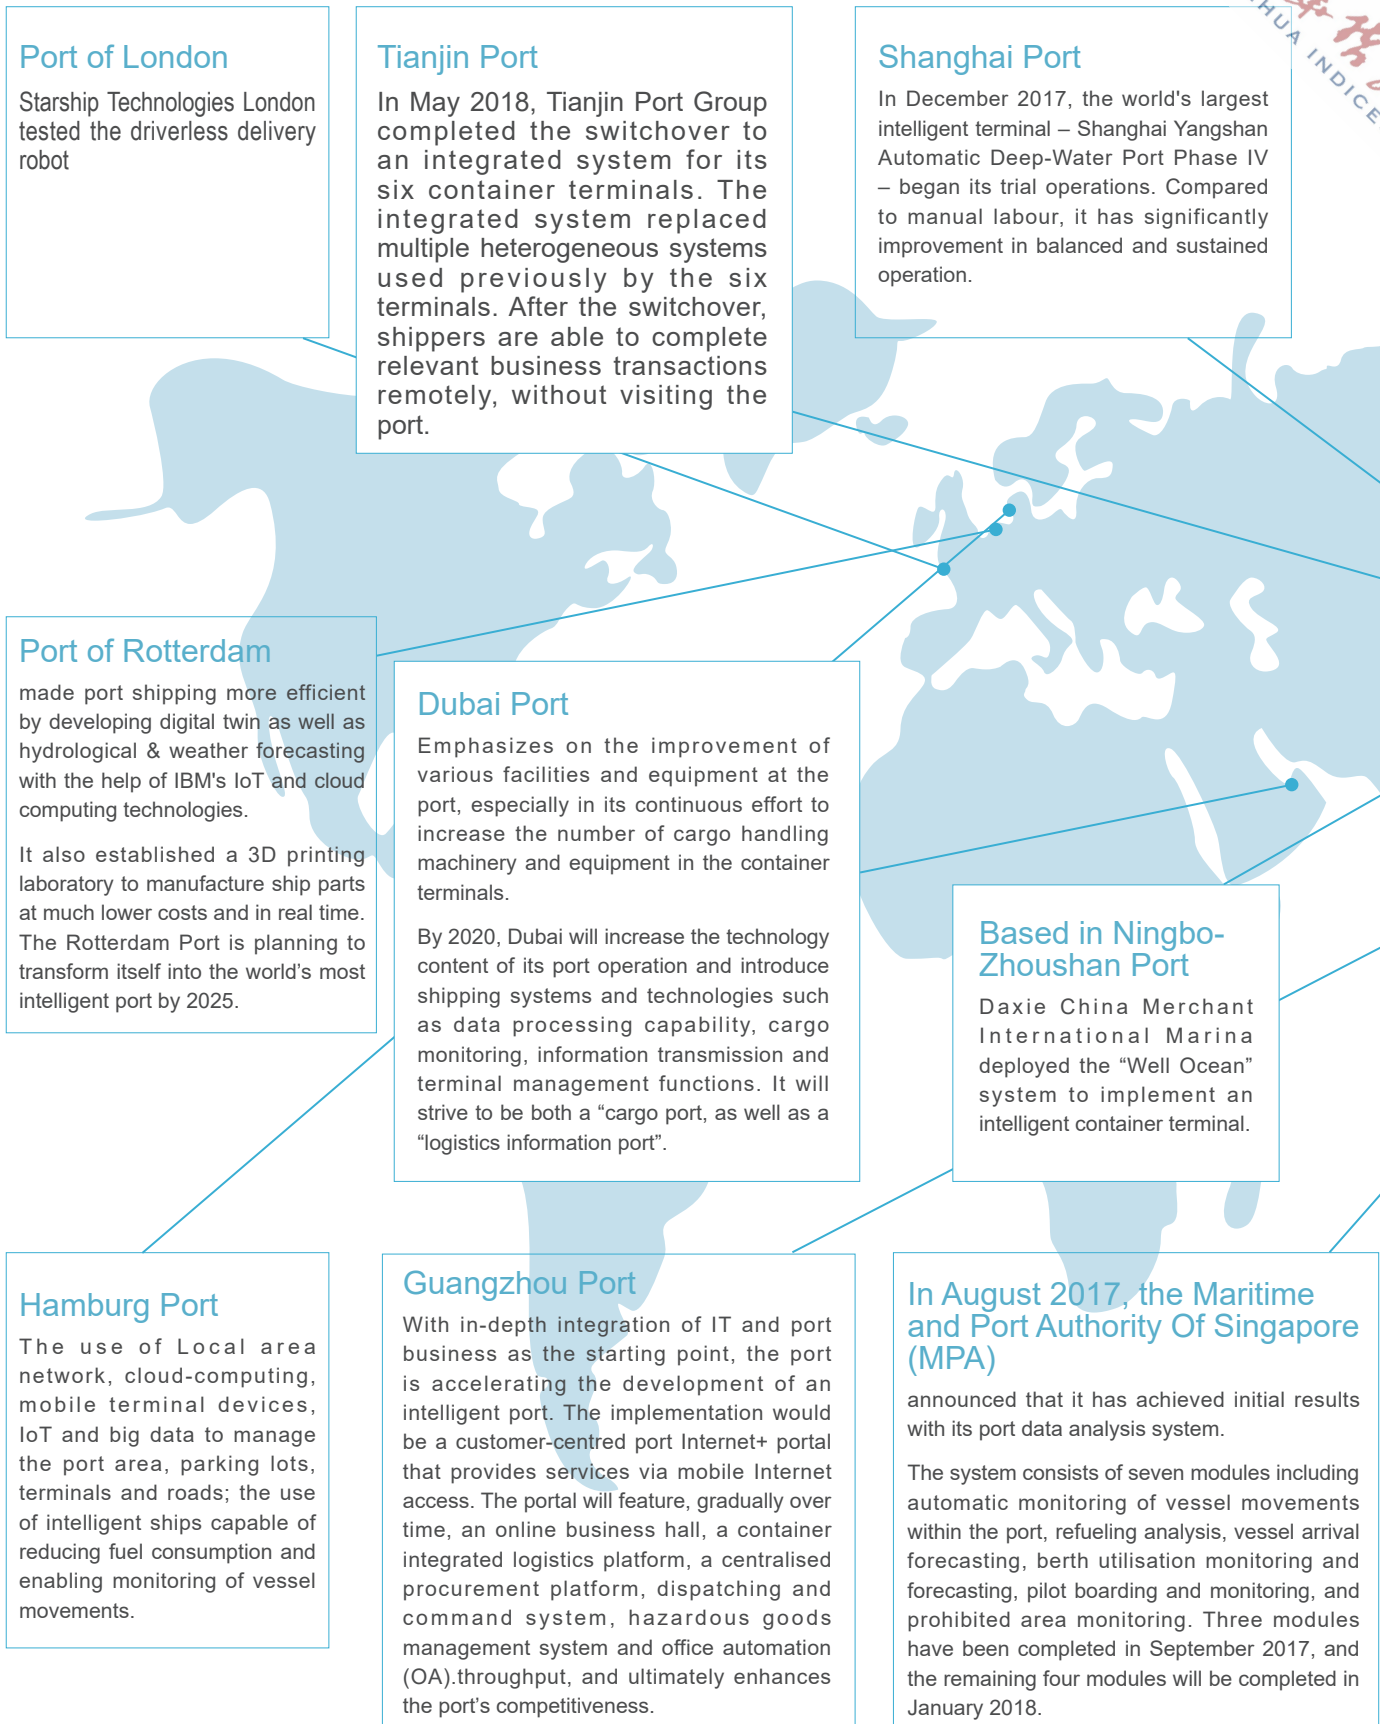 Port of London
Starship Technologies London
tested the driverless delivery
robot
Tianjin Port
In May 2018, Tianjin Port Group
completed the switchover to
an integrated system for its
six container terminals. The
integrated system replaced
multiple heterogeneous systems
used previously by the six
terminals. After the switchover,
shippers are able to complete
relevant business transactions
remotely, without visiting the
port.
Shanghai Port
In December 2017, the world's largest
intelligent terminal – Shanghai Yangshan
Automatic Deep-Water Port Phase IV
– began its trial operations. Compared
to manual labour, it has significantly
improvement in balanced and sustained
operation.
Port of Rotterdam
made port shipping more efficient
by developing digital twin as well as
hydrological & weather forecasting
with the help of IBM's IoT and cloud
computing technologies.
It also established a 3D printing
laboratory to manufacture ship parts
at much lower costs and in real time.
The Rotterdam Port is planning to
transform itself into the world’s most
intelligent port by 2025.
Dubai Port
Emphasizes on the improvement of
various facilities and equipment at the
port, especially in its continuous effort to
increase the number of cargo handling
machinery and equipment in the container
terminals.
By 2020, Dubai will increase the technology
content of its port operation and introduce
shipping systems and technologies such
as data processing capability, cargo
monitoring, information transmission and
terminal management functions. It will
strive to be both a “cargo port, as well as a
“logistics information port”.
Based in Ningbo-
Zhoushan Port
Daxie China Merchant
International Marina
deployed the “Well Ocean”
system to implement an
intelligent container terminal.
Hamburg Port
The use of Local area
network, cloud-computing,
mobile terminal devices,
IoT and big data to manage
the port area, parking lots,
terminals and roads; the use
of intelligent ships capable of
reducing fuel consumption and
enabling monitoring of vessel
movements.
Guangzhou Port
With in-depth integration of IT and port
business as the starting point, the port
is accelerating the development of an
intelligent port. The implementation would
be a customer-centred port Internet+ portal
that provides services via mobile Internet
access. The portal will feature, gradually over
time, an online business hall, a container
integrated logistics platform, a centralised
procurement platform, dispatching and
command system, hazardous goods
management system and office automation
(OA).throughput, and ultimately enhances
the port’s competitiveness.
In August 2017, the Maritime
and Port Authority Of Singapore
(MPA)
announced that it has achieved initial results
with its port data analysis system.
The system consists of seven modules including
automatic monitoring of vessel movements
within the port, refueling analysis, vessel arrival
forecasting, berth utilisation monitoring and
forecasting, pilot boarding and monitoring, and
prohibited area monitoring. Three modules
have been completed in September 2017, and
the remaining four modules will be completed in
January 2018.